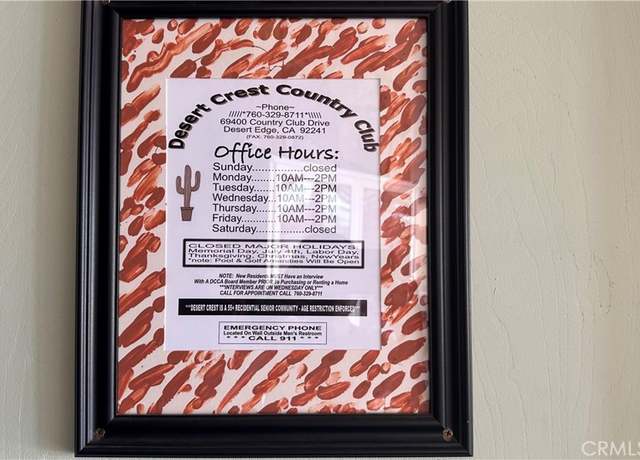 Desert Crest Country Club
~Phone~
/////*760-329-8711*\\\\\
69400 Country Club Drive
Desert Edge, CA 92241
(FAX: 760-329-0872)
Office Hours:
Sunday................closed
Monday.......10AM---2PM
Tuesday.......10AM---2PM
Wednesday...10AM---2PM
Thursday......10AM---2PM
Friday..........10AM---2PM
Saturday.............closed
CLOSED MAJOR HOLIDAYS
Memorial Day, July 4th, Labor Day,
Thanksgiving, Christmas, NewYears
*note: Pool & Golf Amenities Will Be Open
NOTE: New Residents MUST Have an Interview
With A DCCA Board Member PRIOR to Purchasing or Renting a Home
***INTERVIEWS ARE ON WEDNESDAY ONLY***
CALL FOR APPOINTMENT CALL 760-329-8711
***DESERT CREST IS A 55+ RESIDENTIAL SENIOR COMMUNITY - AGE RESTRICTION ENFORCED***
EMERGENCY PHONE
Located On Wall Outside Men's Restroom
* * * CALL 911 * * *
CRMLS